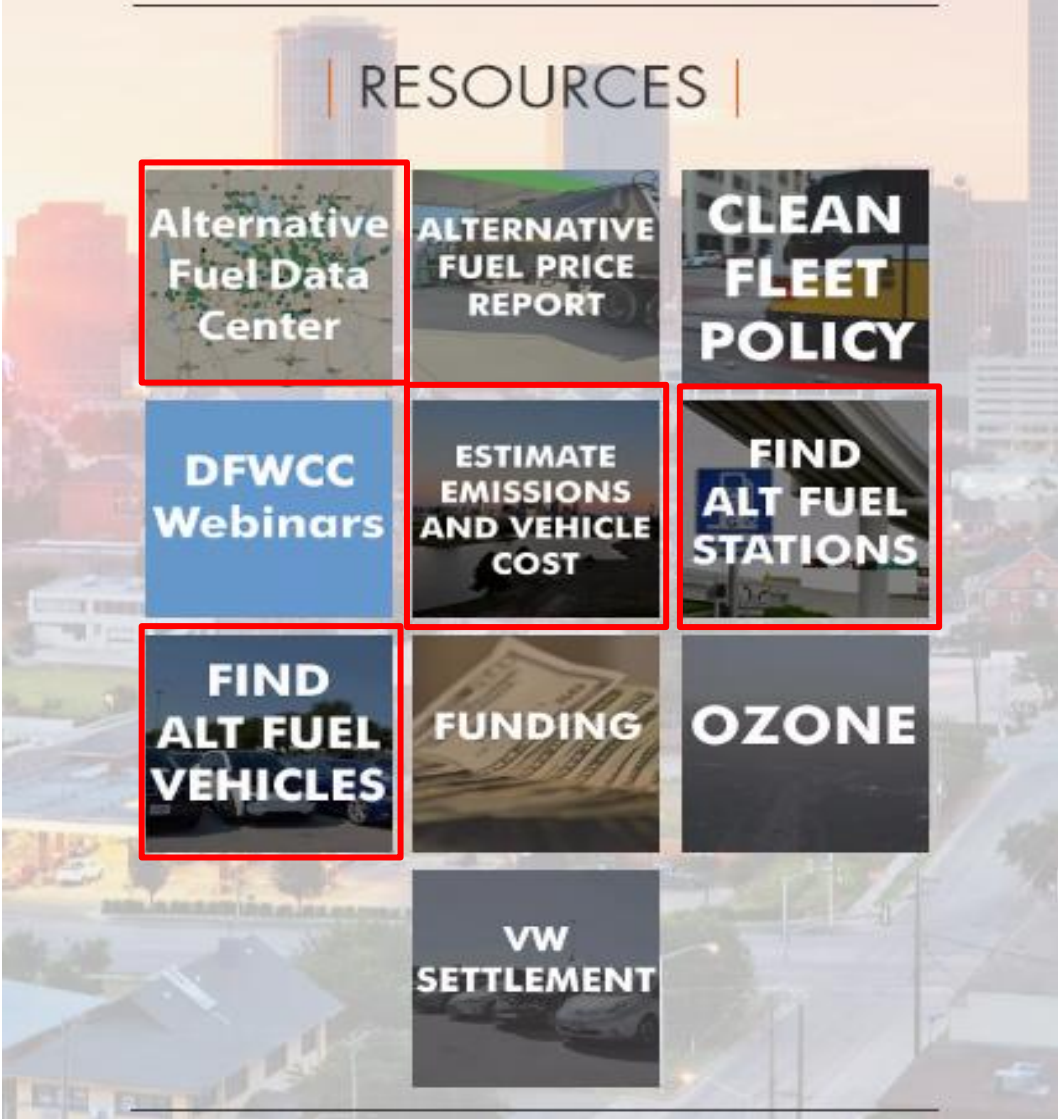 | RESOURCES |
Alternative
Fuel Data
Center
ALTERNATIVE
FUEL PRICE
REPORT
CLEAN
FLEET
POLICY
DFWCC
Webinars
ESTIMATE
EMISSIONS
AND VEHICLE
COST
FIND
ALT FUEL
STATIONS
FIND
ALT FUEL
VEHICLES
FUNDING
OZONE
VW
SETTLEMENT